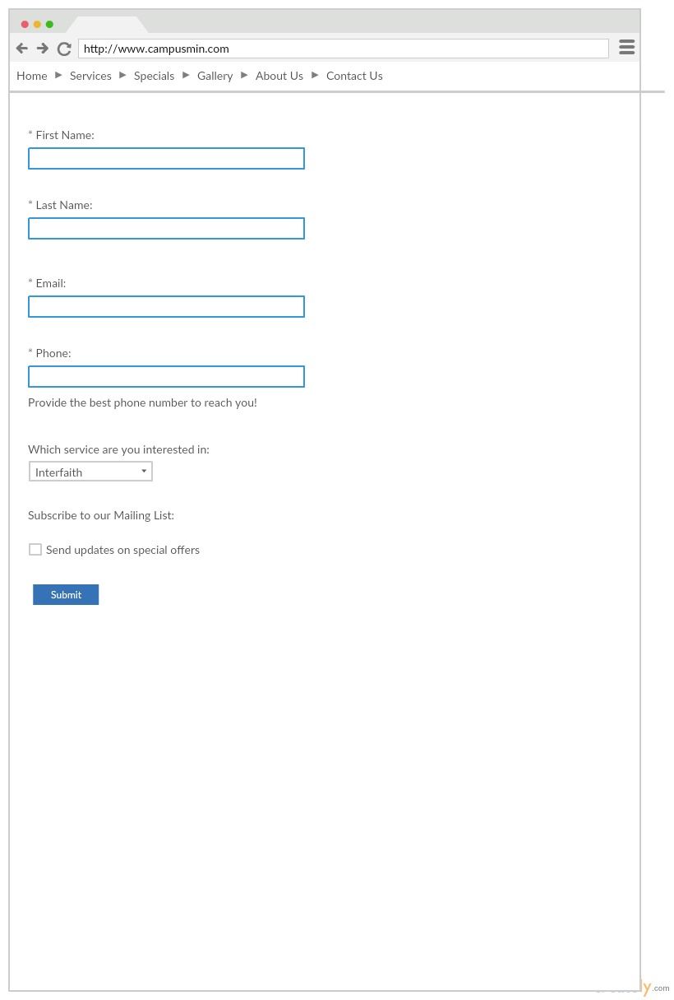 http://www.campusmin.com
Home ► Services ► Specials ► Gallery ► About Us ► Contact Us
* First Name:
* Last Name:
* Email:
* Phone:
Provide the best phone number to reach you!
Which service are you interested in:
Interfaith
Subscribe to our Mailing List:
Send updates on special offers
Submit
.com